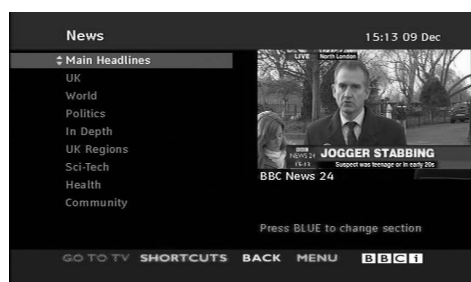 News
15:13 09 Dec
Main Headlines
UK
World
Politics
In Depth
UK Regions
Sci-Tech
Health
Community
LIVE North London
BBC
NEWS 24
15:13
JOGGER STABBING
Suspect was teenage or in early 20s
BBC News 24
Press BLUE to change section
GO TO TV SHORTCUTS BACK MENU BBCi